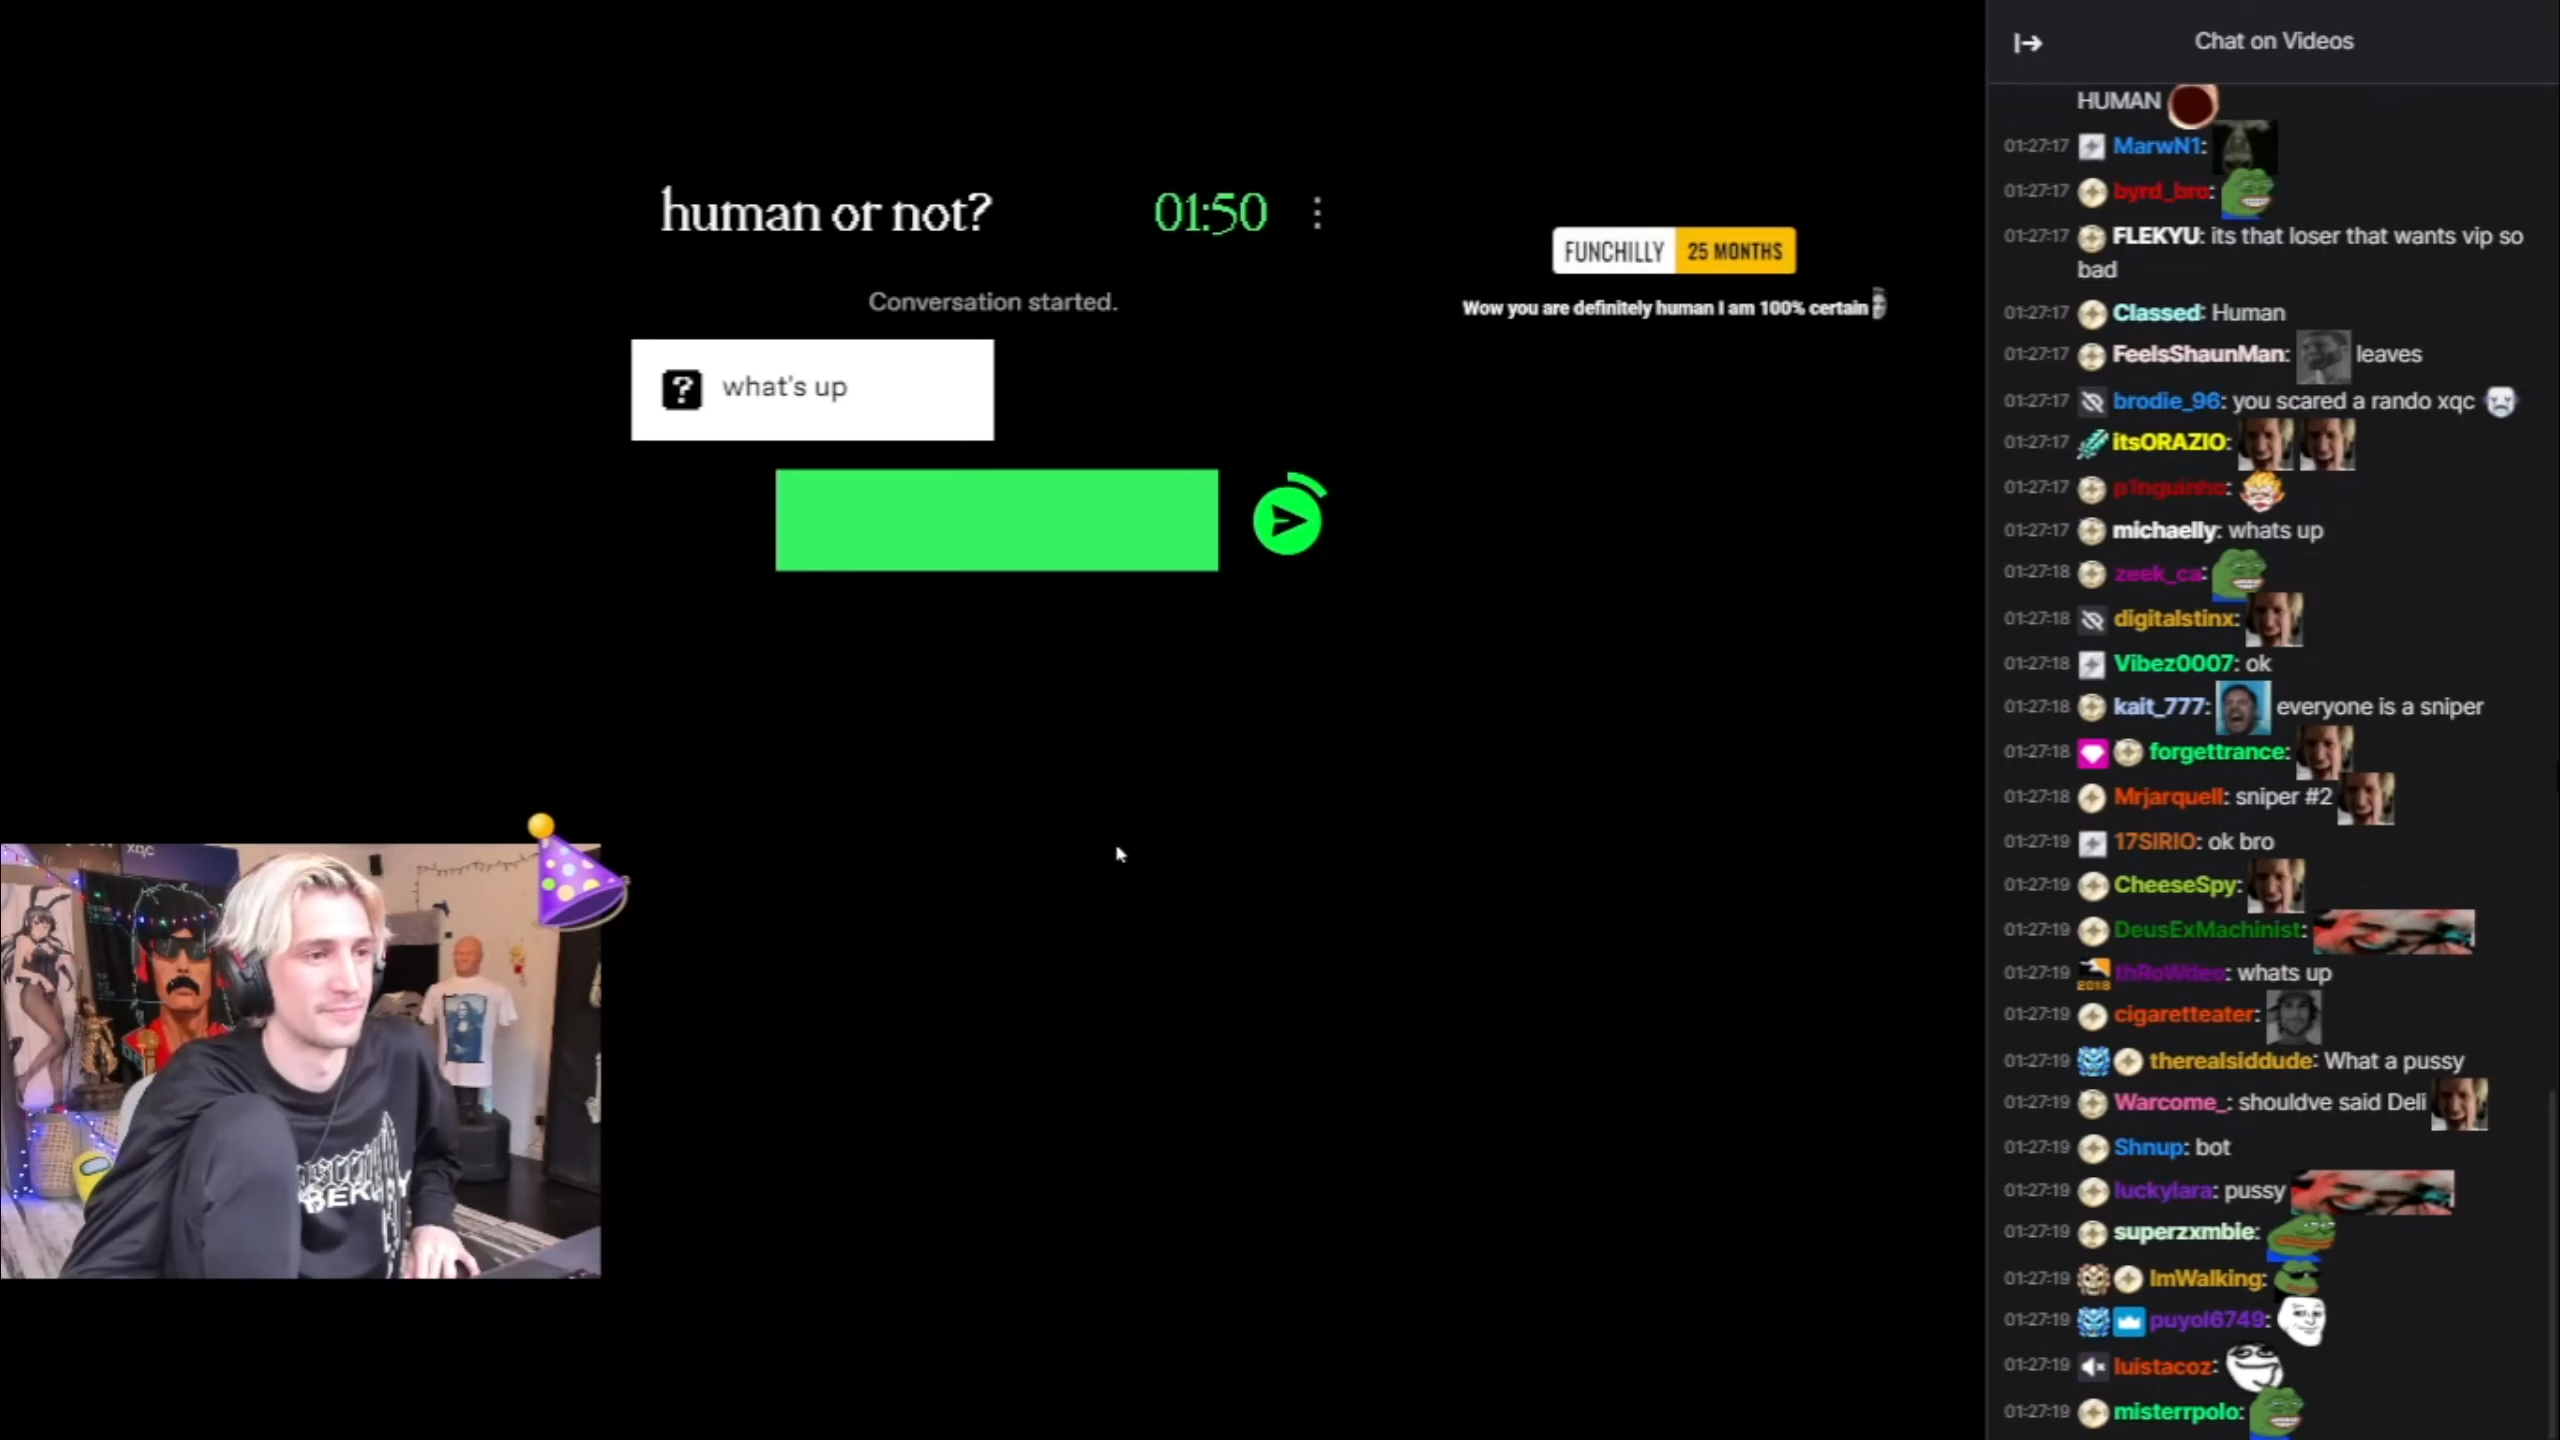 Chat on Videos
human or not?
01:50
FUNCHILLY 25 MONTHS
Wow you are definitely human I am 100% certain
Conversation started.
? what's up
xqc
HUMAN
01:27:17 MarwN1:
01:27:17 byrd_bro:
01:27:17 FLEKYU: its that loser that wants vip so
bad
01:27:17 Classed: Human
01:27:17 FeelsShaunMan: leaves
01:27:17 brodie_96: you scared a rando xqc
01:27:17 itsORAZIO:
01:27:17 p1nguinho:
01:27:17 michaelly: whats up
01:27:18 zeek_ca:
01:27:18 digitalstinx:
01:27:18 Vibez0007: ok
01:27:18 kait_777: everyone is a sniper
01:27:18 forgettrance:
01:27:18 Mrjarquell: sniper #2
01:27:19 17SIRIO: ok bro
01:27:19 CheeseSpy:
01:27:19 DeusExMachinist:
01:27:19 2018 thRoWdeo: whats up
01:27:19 cigaretteater:
01:27:19 therealsiddude: What a pussy
01:27:19 Warcome_: shouldve said Deli
01:27:19 Shnup: bot
01:27:19 luckylara: pussy
01:27:19 superzxmbie:
01:27:19 ImWalking:
01:27:19 puyol6749:
01:27:19 luistacoz:
01:27:19 misterrpolo: